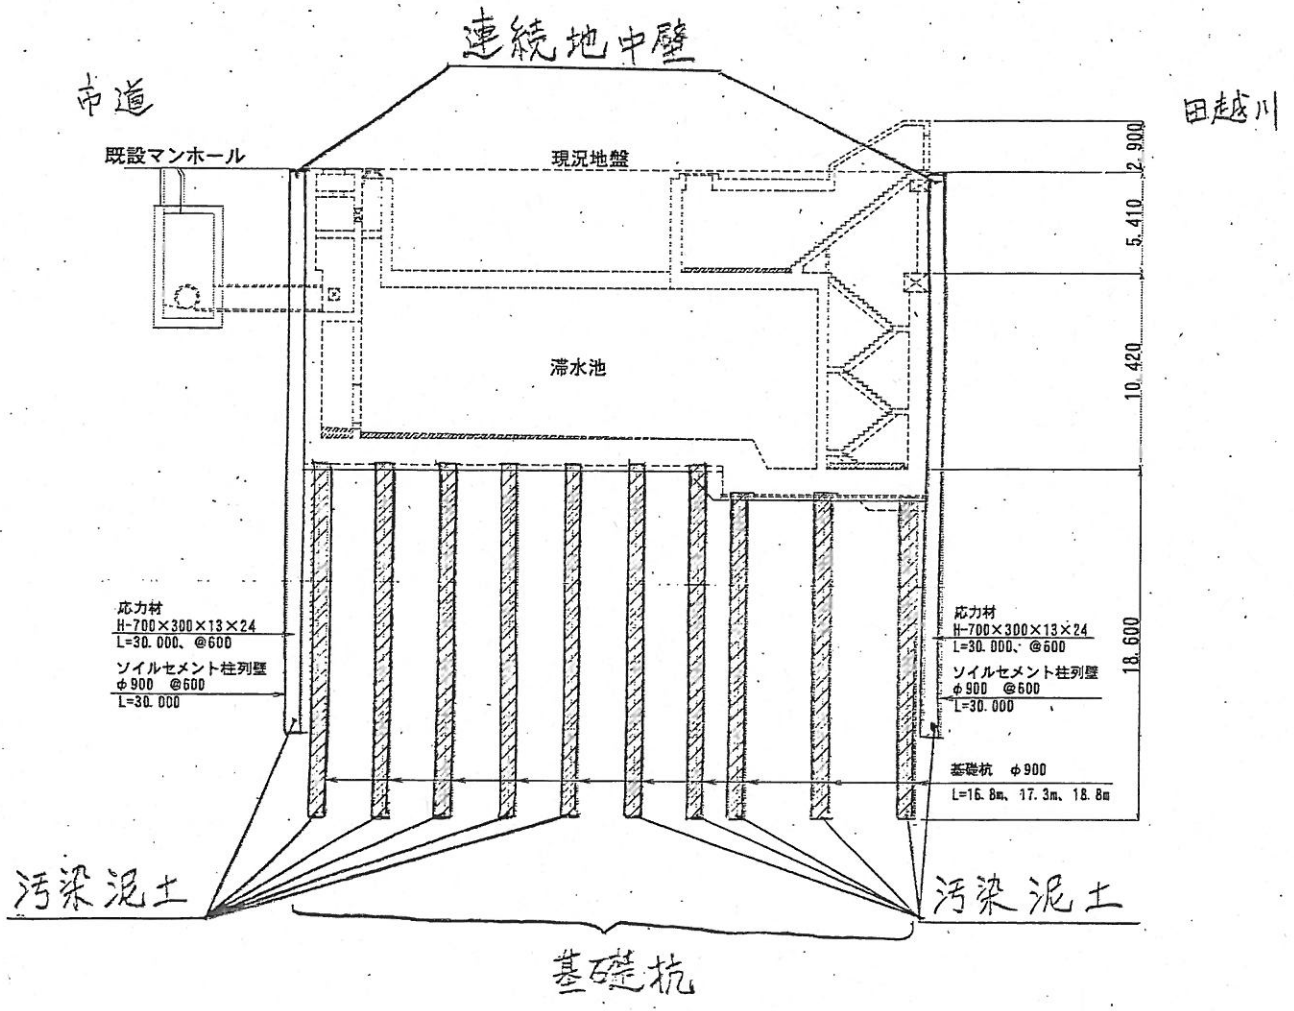 連続地中壁
市道
田越川
既設マンホール
現況地盤
2.900
5.410
滞水池
10.420
応力材
H-700×300×13×24
L=30.000、@600
ソイルセメント柱列壁
φ900 @600
L=30.000
応力材
H-700×300×13×24
L=30.000、@600
ソイルセメント柱列壁
φ900 @600
L=30.000
18.600
基礎杭 φ900
L=16.8m、17.3m、18.8m
汚染泥土
汚染泥土
基礎抗